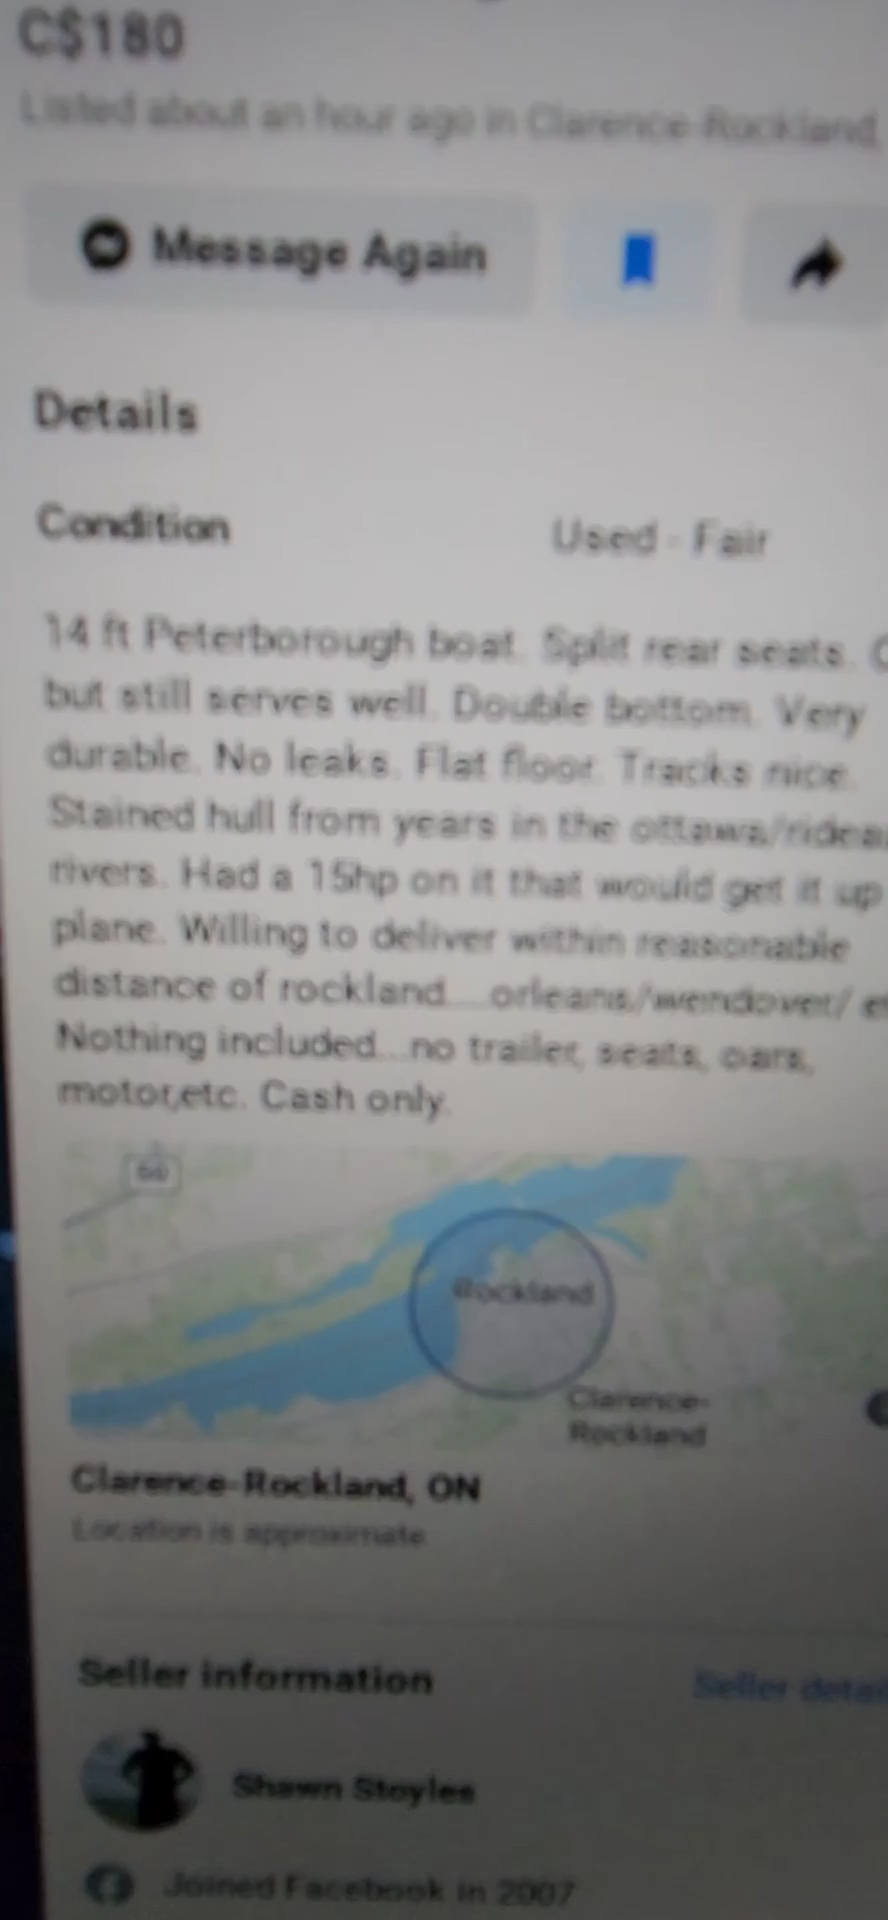 C$180
Listed about an hour ago in Clarence-Rockland,
Message Again
Details
Condition
Used - Fair
14 ft Peterborough boat. Split rear seats.
but still serves well. Double bottom. Very
durable. No leaks. Flat floor. Tracks nice.
Stained hull from years in the ottawa/ridea
rivers. Had a 15hp on it that would get it up
plane. Willing to deliver within reasonable
distance of rockland....orleans/wendover/
Nothing included...no trailer, seats, oars,
motor,etc. Cash only.
Rockland
Clarence-
Rockland
Clarence-Rockland, ON
Location is approximate
Seller information
Seller detai
Shawn Stoyles
Joined Facebook in 2007